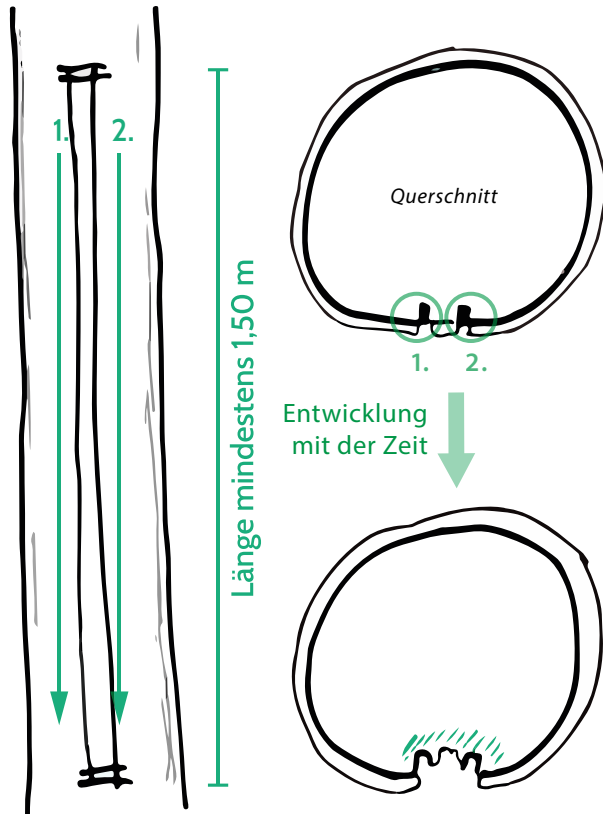 1.
2.
Länge mindestens 1,50 m
Querschnitt
1.
2.
Entwicklung
mit der Zeit